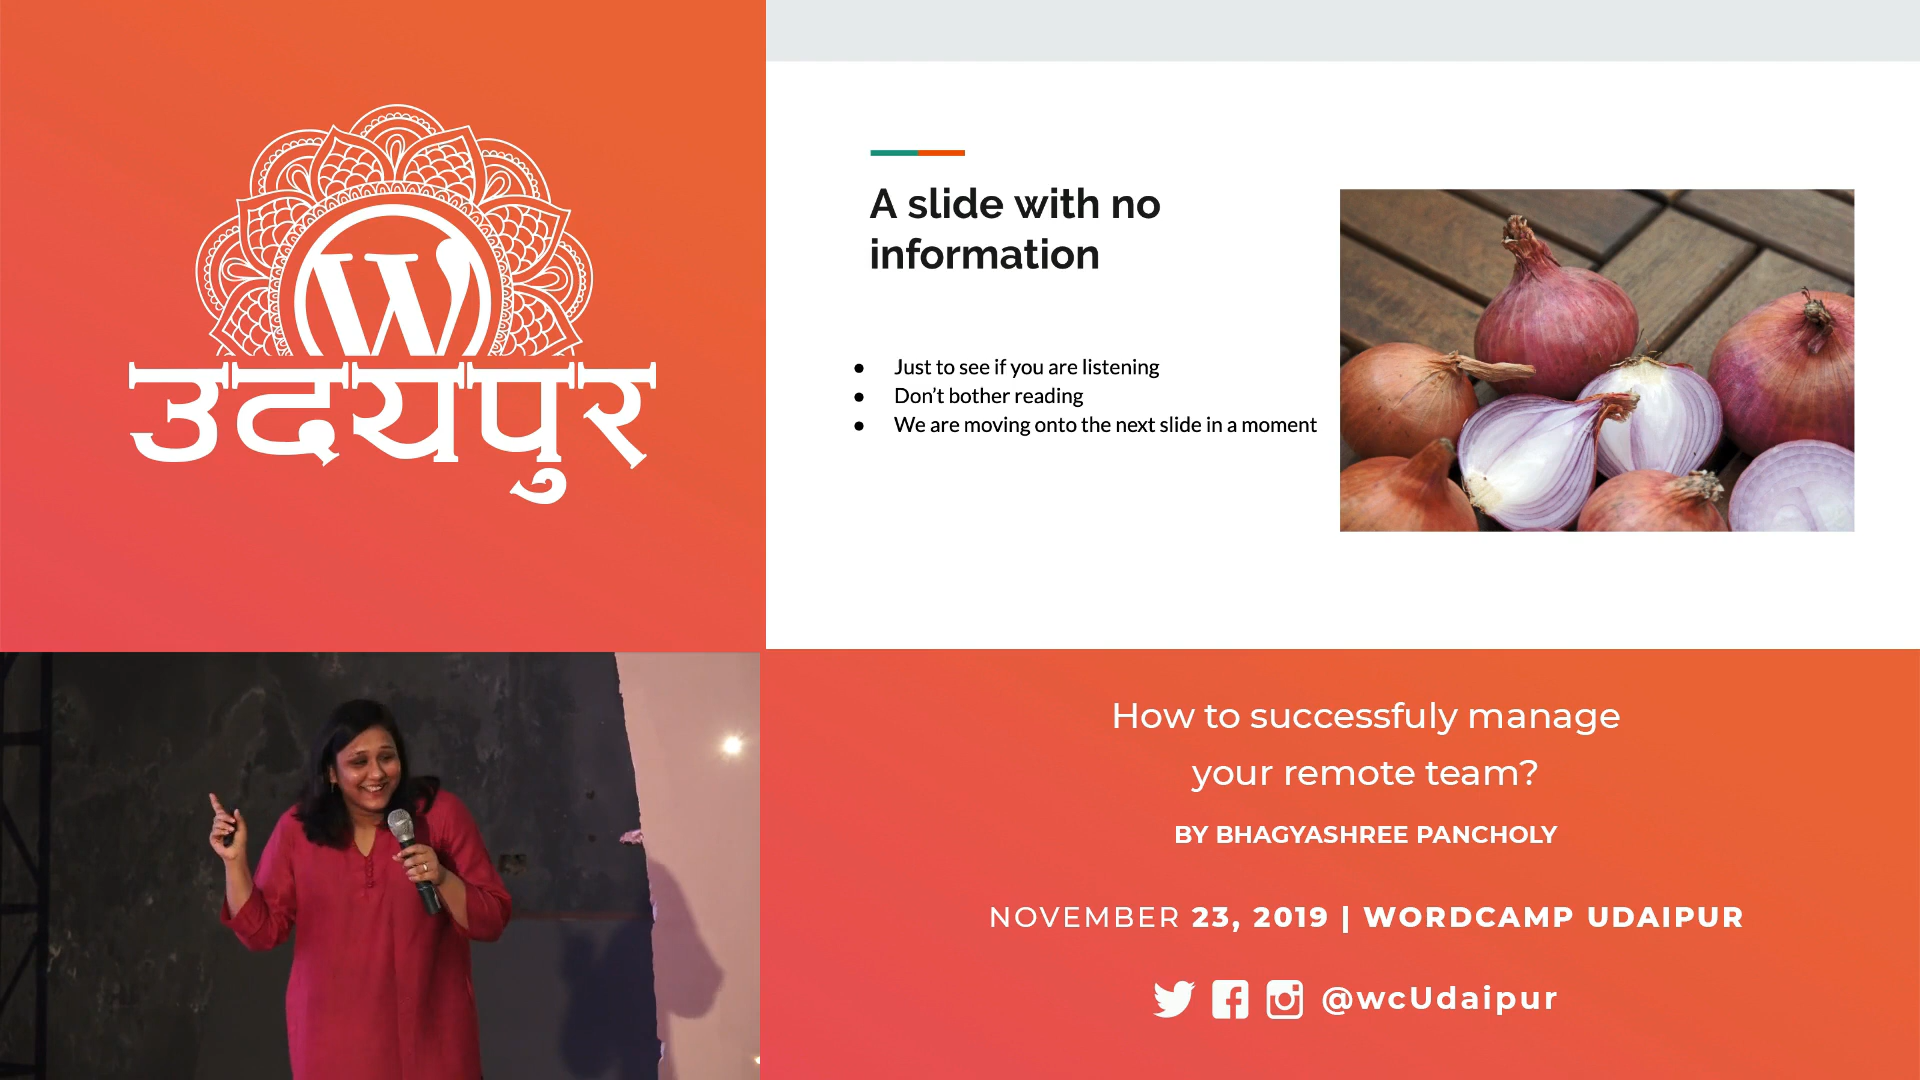 उदयपुर
A slide with no
information
● Just to see if you are listening
● Don’t bother reading
● We are moving onto the next slide in a moment
How to successfuly manage
your remote team?
BY BHAGYASHREE PANCHOLY
NOVEMBER 23, 2019 | WORDCAMP UDAIPUR
@wcUdaipur